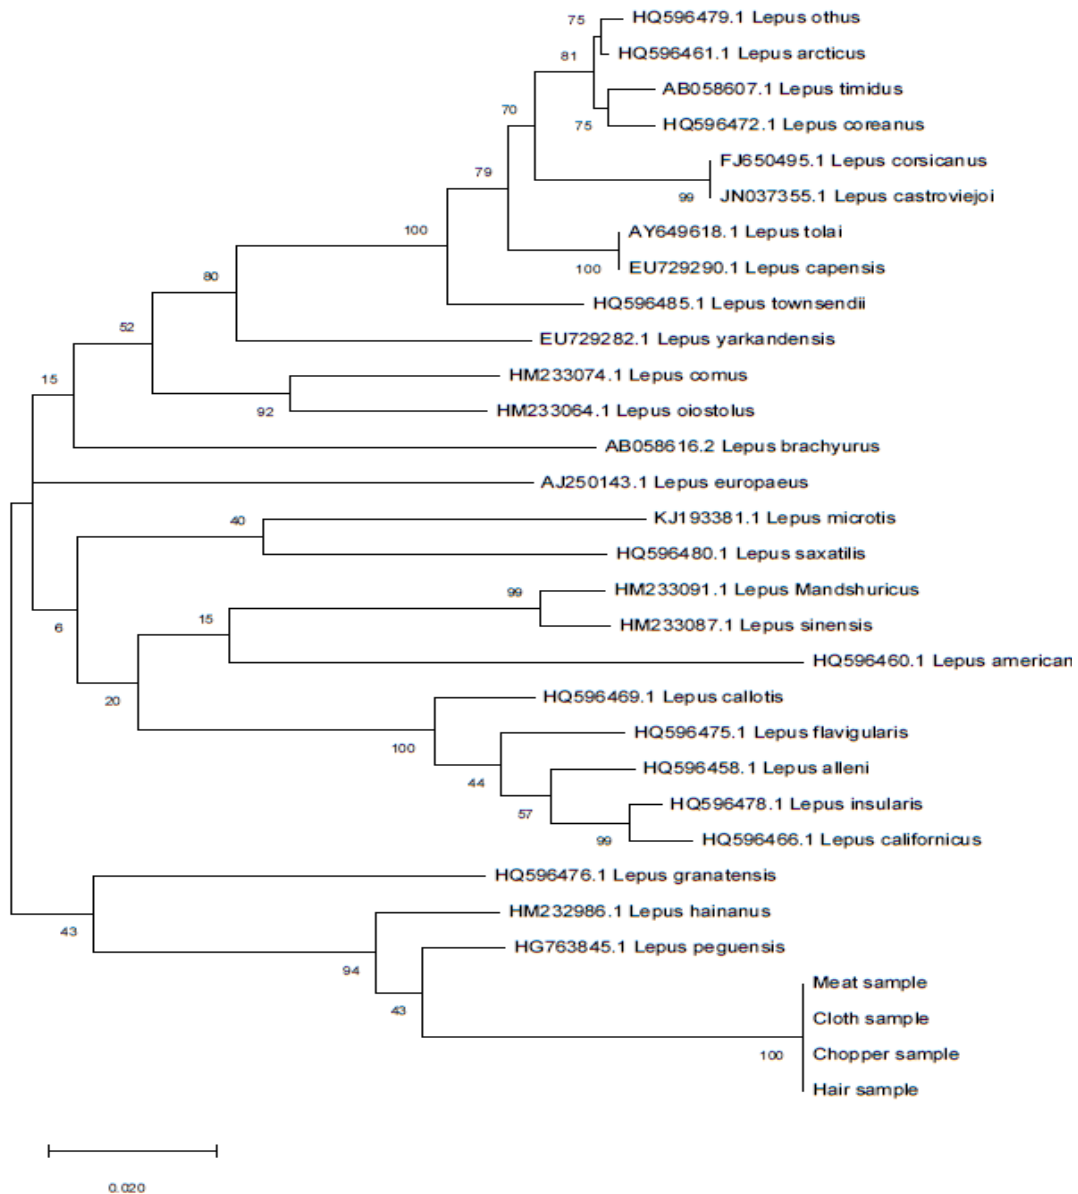 75
HQ596479.1 Lepus othus
81
HQ596461.1 Lepus arcticus
AB058607.1 Lepus timidus
70
75
HQ596472.1 Lepus coreanus
FJ650495.1 Lepus corsicanus
79
99
JN037355.1 Lepus castroviejoi
100
AY649618.1 Lepus tolai
100
EU729290.1 Lepus capensis
80
HQ596485.1 Lepus townsendii
52
EU729282.1 Lepus yarkandensis
15
HM233074.1 Lepus comus
92
HM233064.1 Lepus oiostolus
AB058616.2 Lepus brachyurus
AJ250143.1 Lepus europaeus
40
KJ193381.1 Lepus microtis
HQ596480.1 Lepus saxatilis
99
HM233091.1 Lepus Mandshuricus
15
6
HM233087.1 Lepus sinensis
HQ596460.1 Lepus american
20
HQ596469.1 Lepus callotis
100
HQ596475.1 Lepus flavigularis
44
HQ596458.1 Lepus alleni
57
HQ596478.1 Lepus insularis
99
HQ596466.1 Lepus californicus
HQ596476.1 Lepus granatensis
43
HM232986.1 Lepus hainanus
94
HG763845.1 Lepus peguensis
43
Meat sample
Cloth sample
100
Chopper sample
Hair sample
0.020